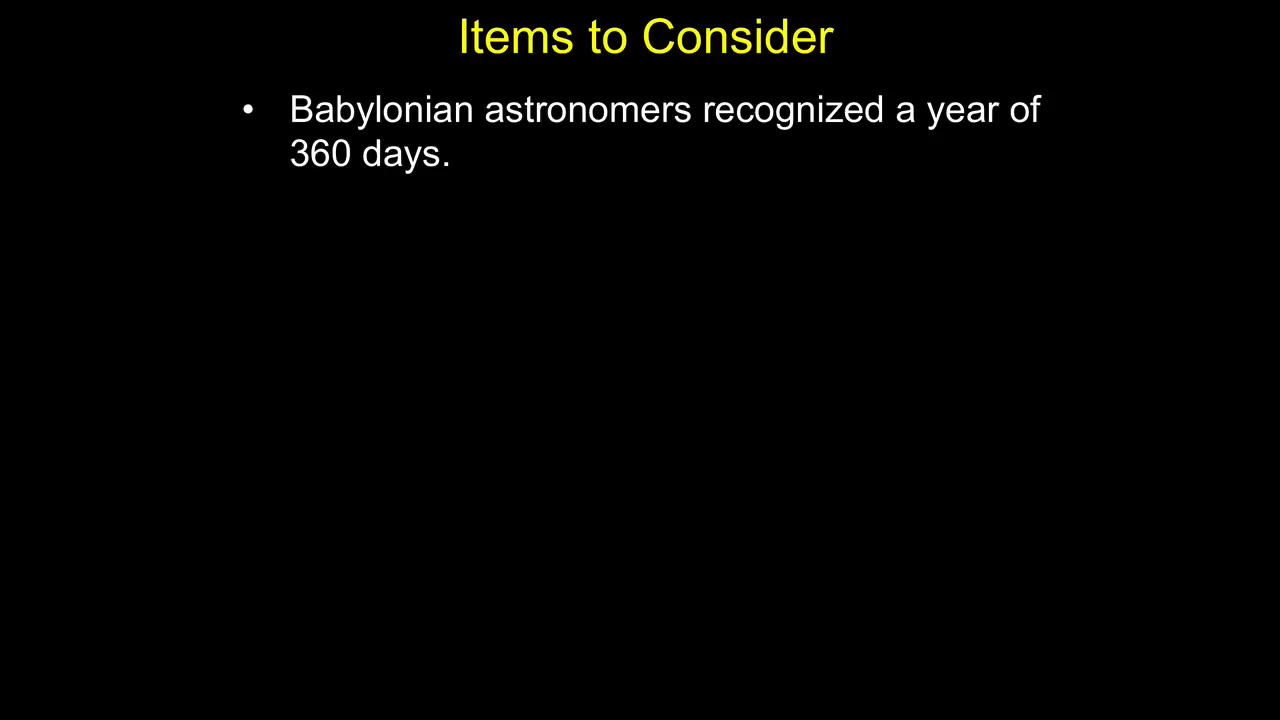 Items to Consider
• Babylonian astronomers recognized a year of
360 days.